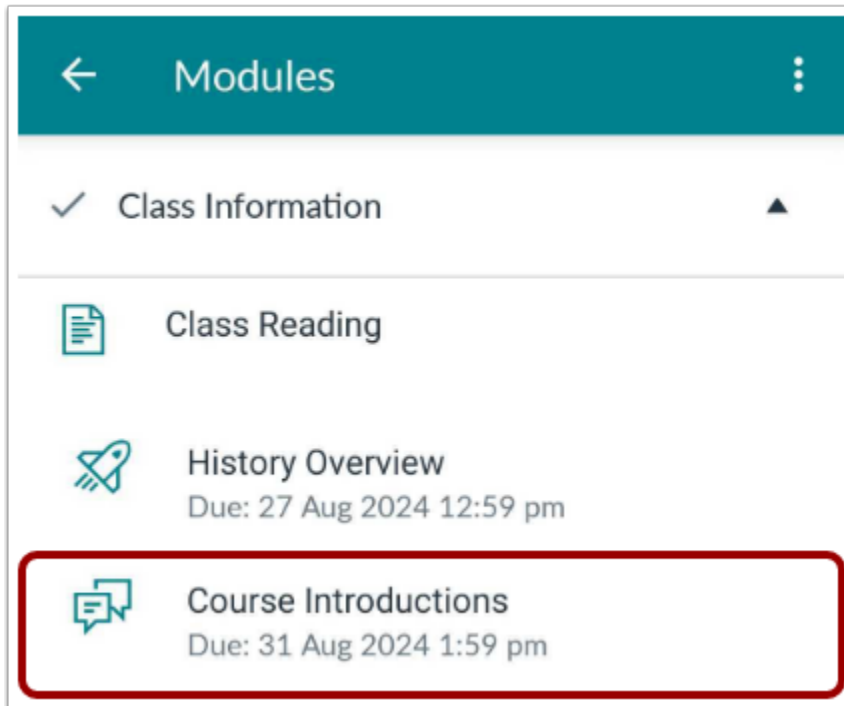 Modules
Class Information
Class Reading
History Overview
Due: 27 Aug 2024 12:59 pm
Course Introductions
Due: 31 Aug 2024 1:59 pm